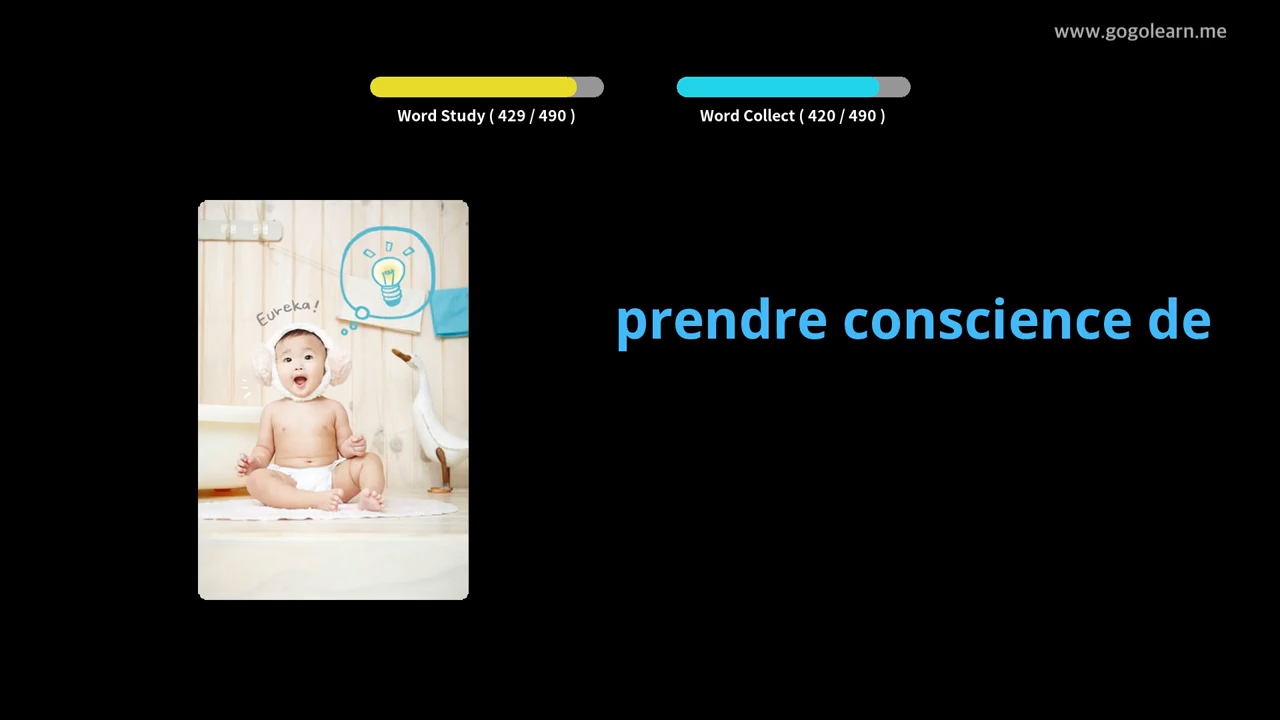 www.gogolearn.me
Word Study ( 429 / 490 )
Word Collect ( 420 / 490 )
Eureka!
prendre conscience de